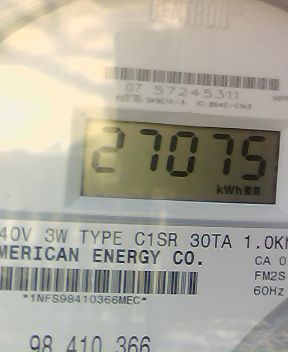 CENTRON
07 57245311
27075
kWh
40V 3W TYPE C1SR 30TA 1.0K
MERICAN ENERGY CO.
CA 0
FM2S
60Hz
*1NFS98410366MEC*
98 410 366